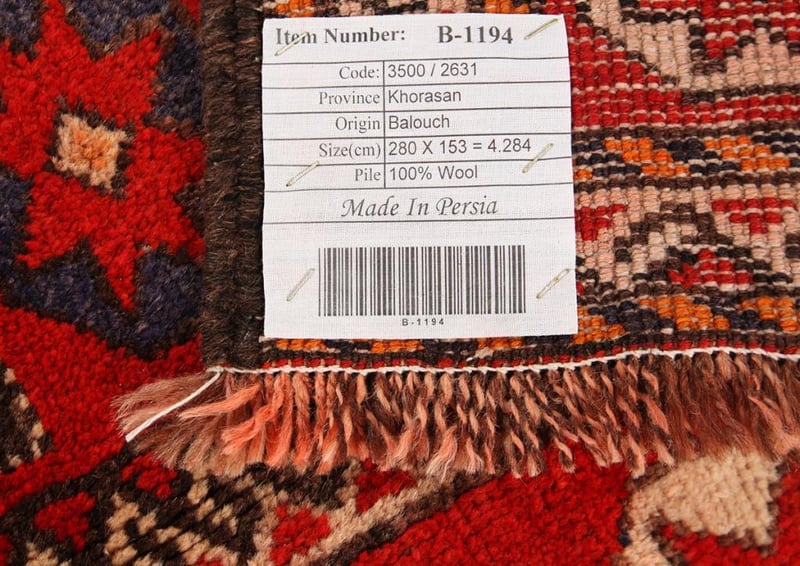 Item Number: B-1194
Code: 3500 / 2631
Province Khorasan
Origin Balouch
Size(cm) 280 X 153 = 4.284
Pile 100% Wool
Made In Persia
B-1194